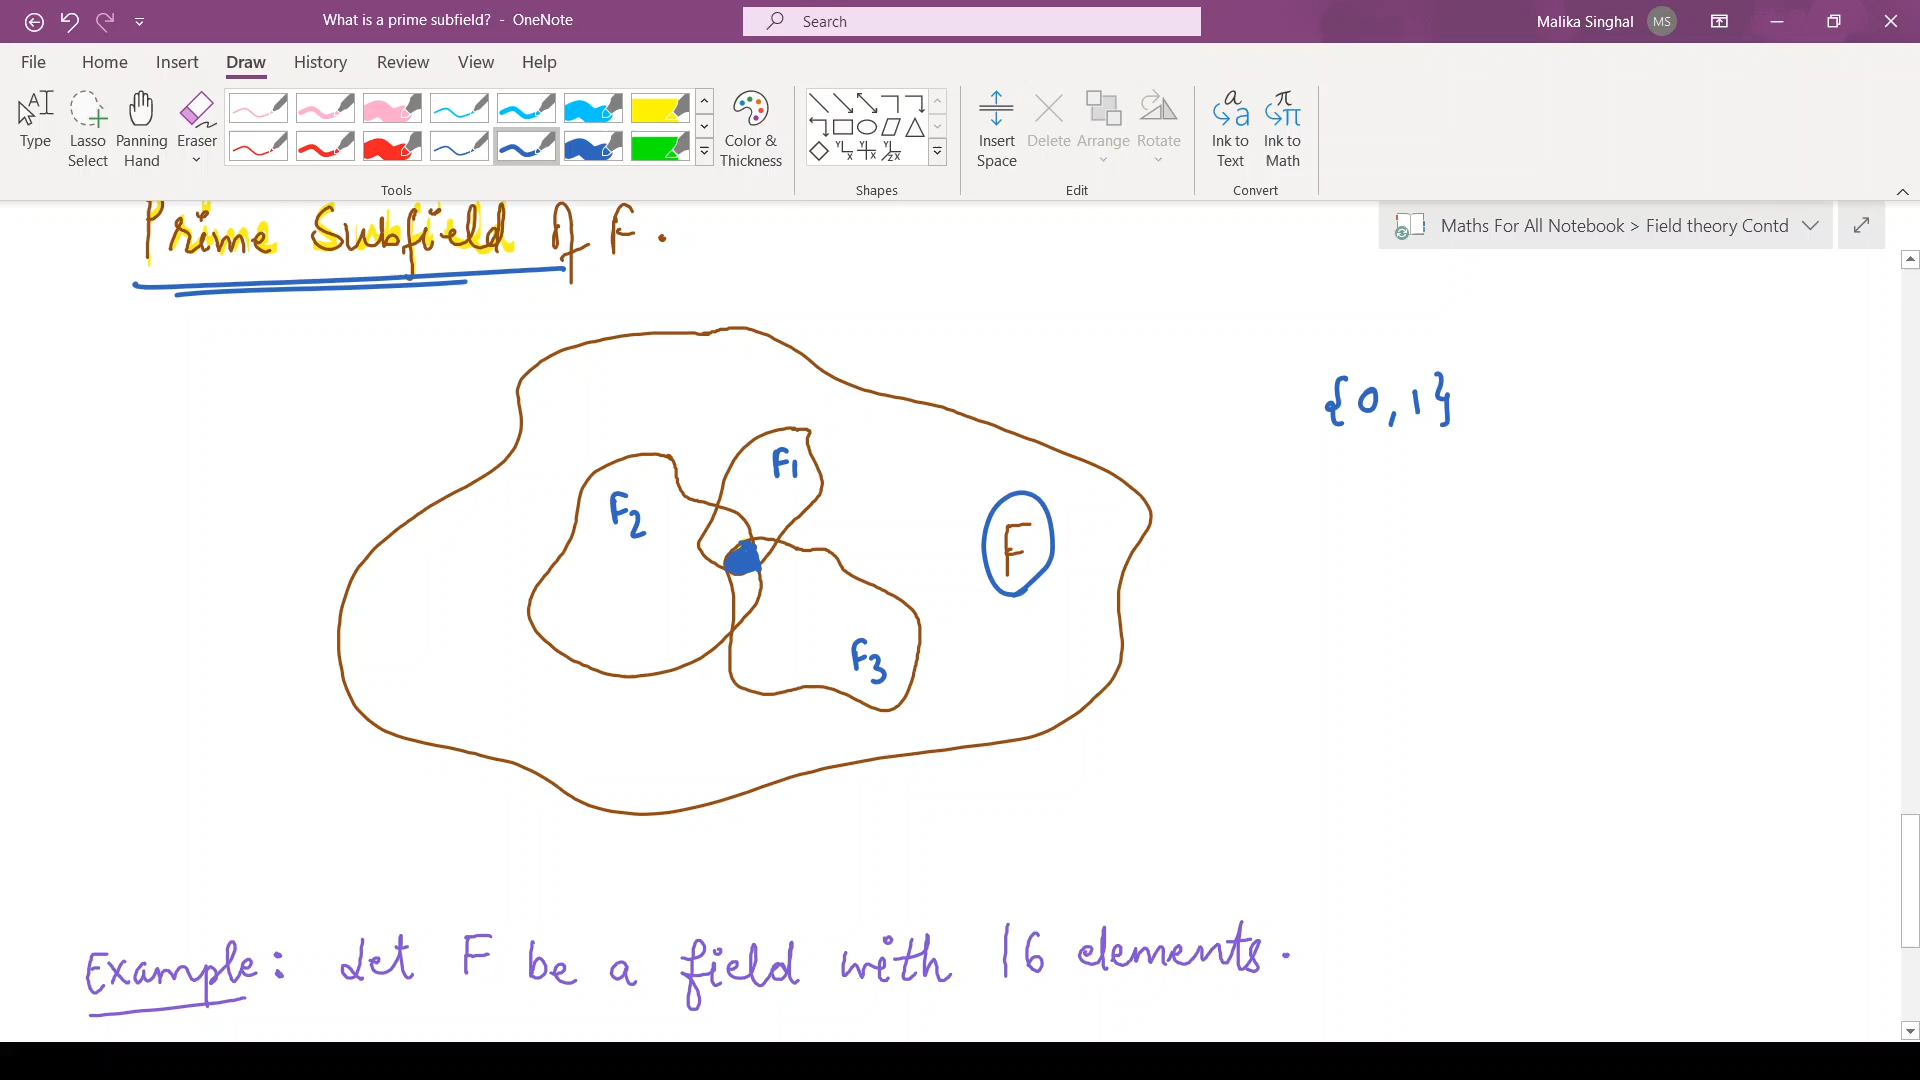 What is a prime subfield? - OneNote
Search
Malika Singhal MS
File Home Insert Draw History Review View Help
Type
Lasso Select
Panning Hand
Eraser
Color & Thickness
Insert Space
Delete
Arrange
Rotate
Ink to Text
Ink to Math
Tools
Shapes
Edit
Convert
Maths For All Notebook > Field theory Contd
Prime Subfield of F.
{0, 1}
F1
F2
F
F3
Example: Let F be a field with 16 elements.